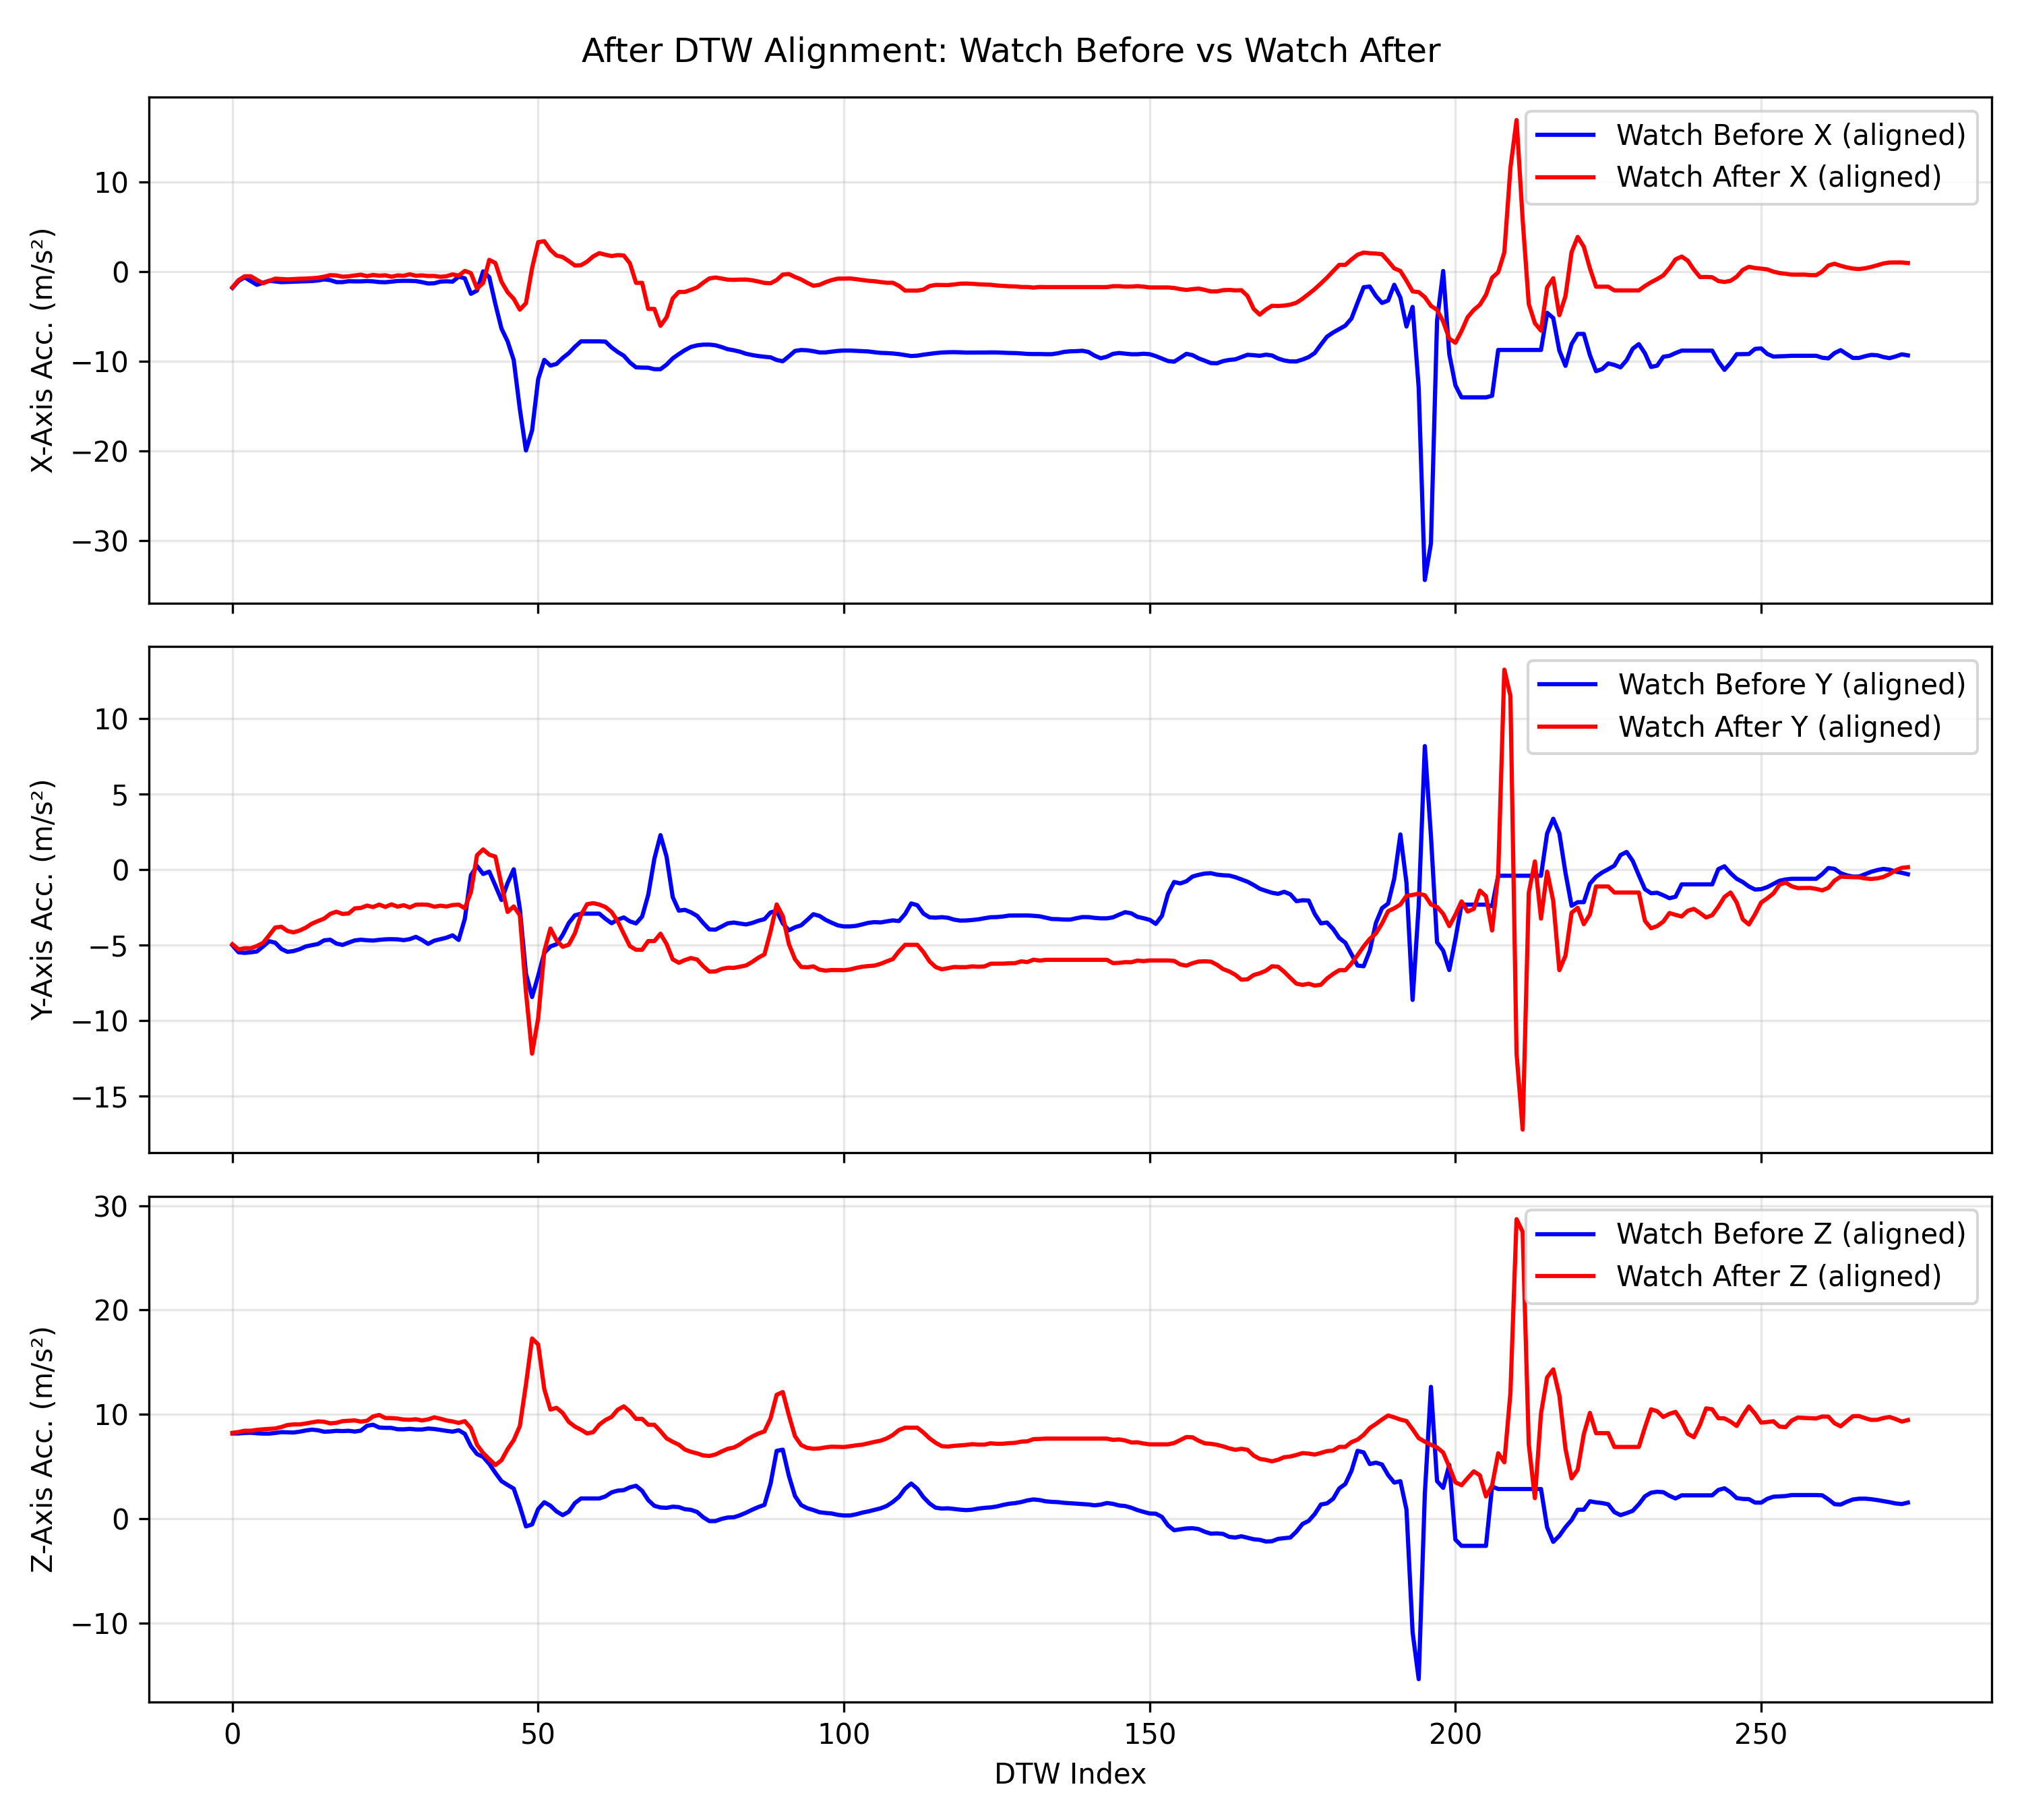 After DTW Alignment: Watch Before vs Watch After
10
0
−10
−20
−30
X-Axis Acc. (m/s²)
Watch Before X (aligned)
Watch After X (aligned)
10
5
0
−5
−10
−15
Y-Axis Acc. (m/s²)
Watch Before Y (aligned)
Watch After Y (aligned)
30
20
10
0
−10
Z-Axis Acc. (m/s²)
Watch Before Z (aligned)
Watch After Z (aligned)
0 50 100 150 200 250
DTW Index